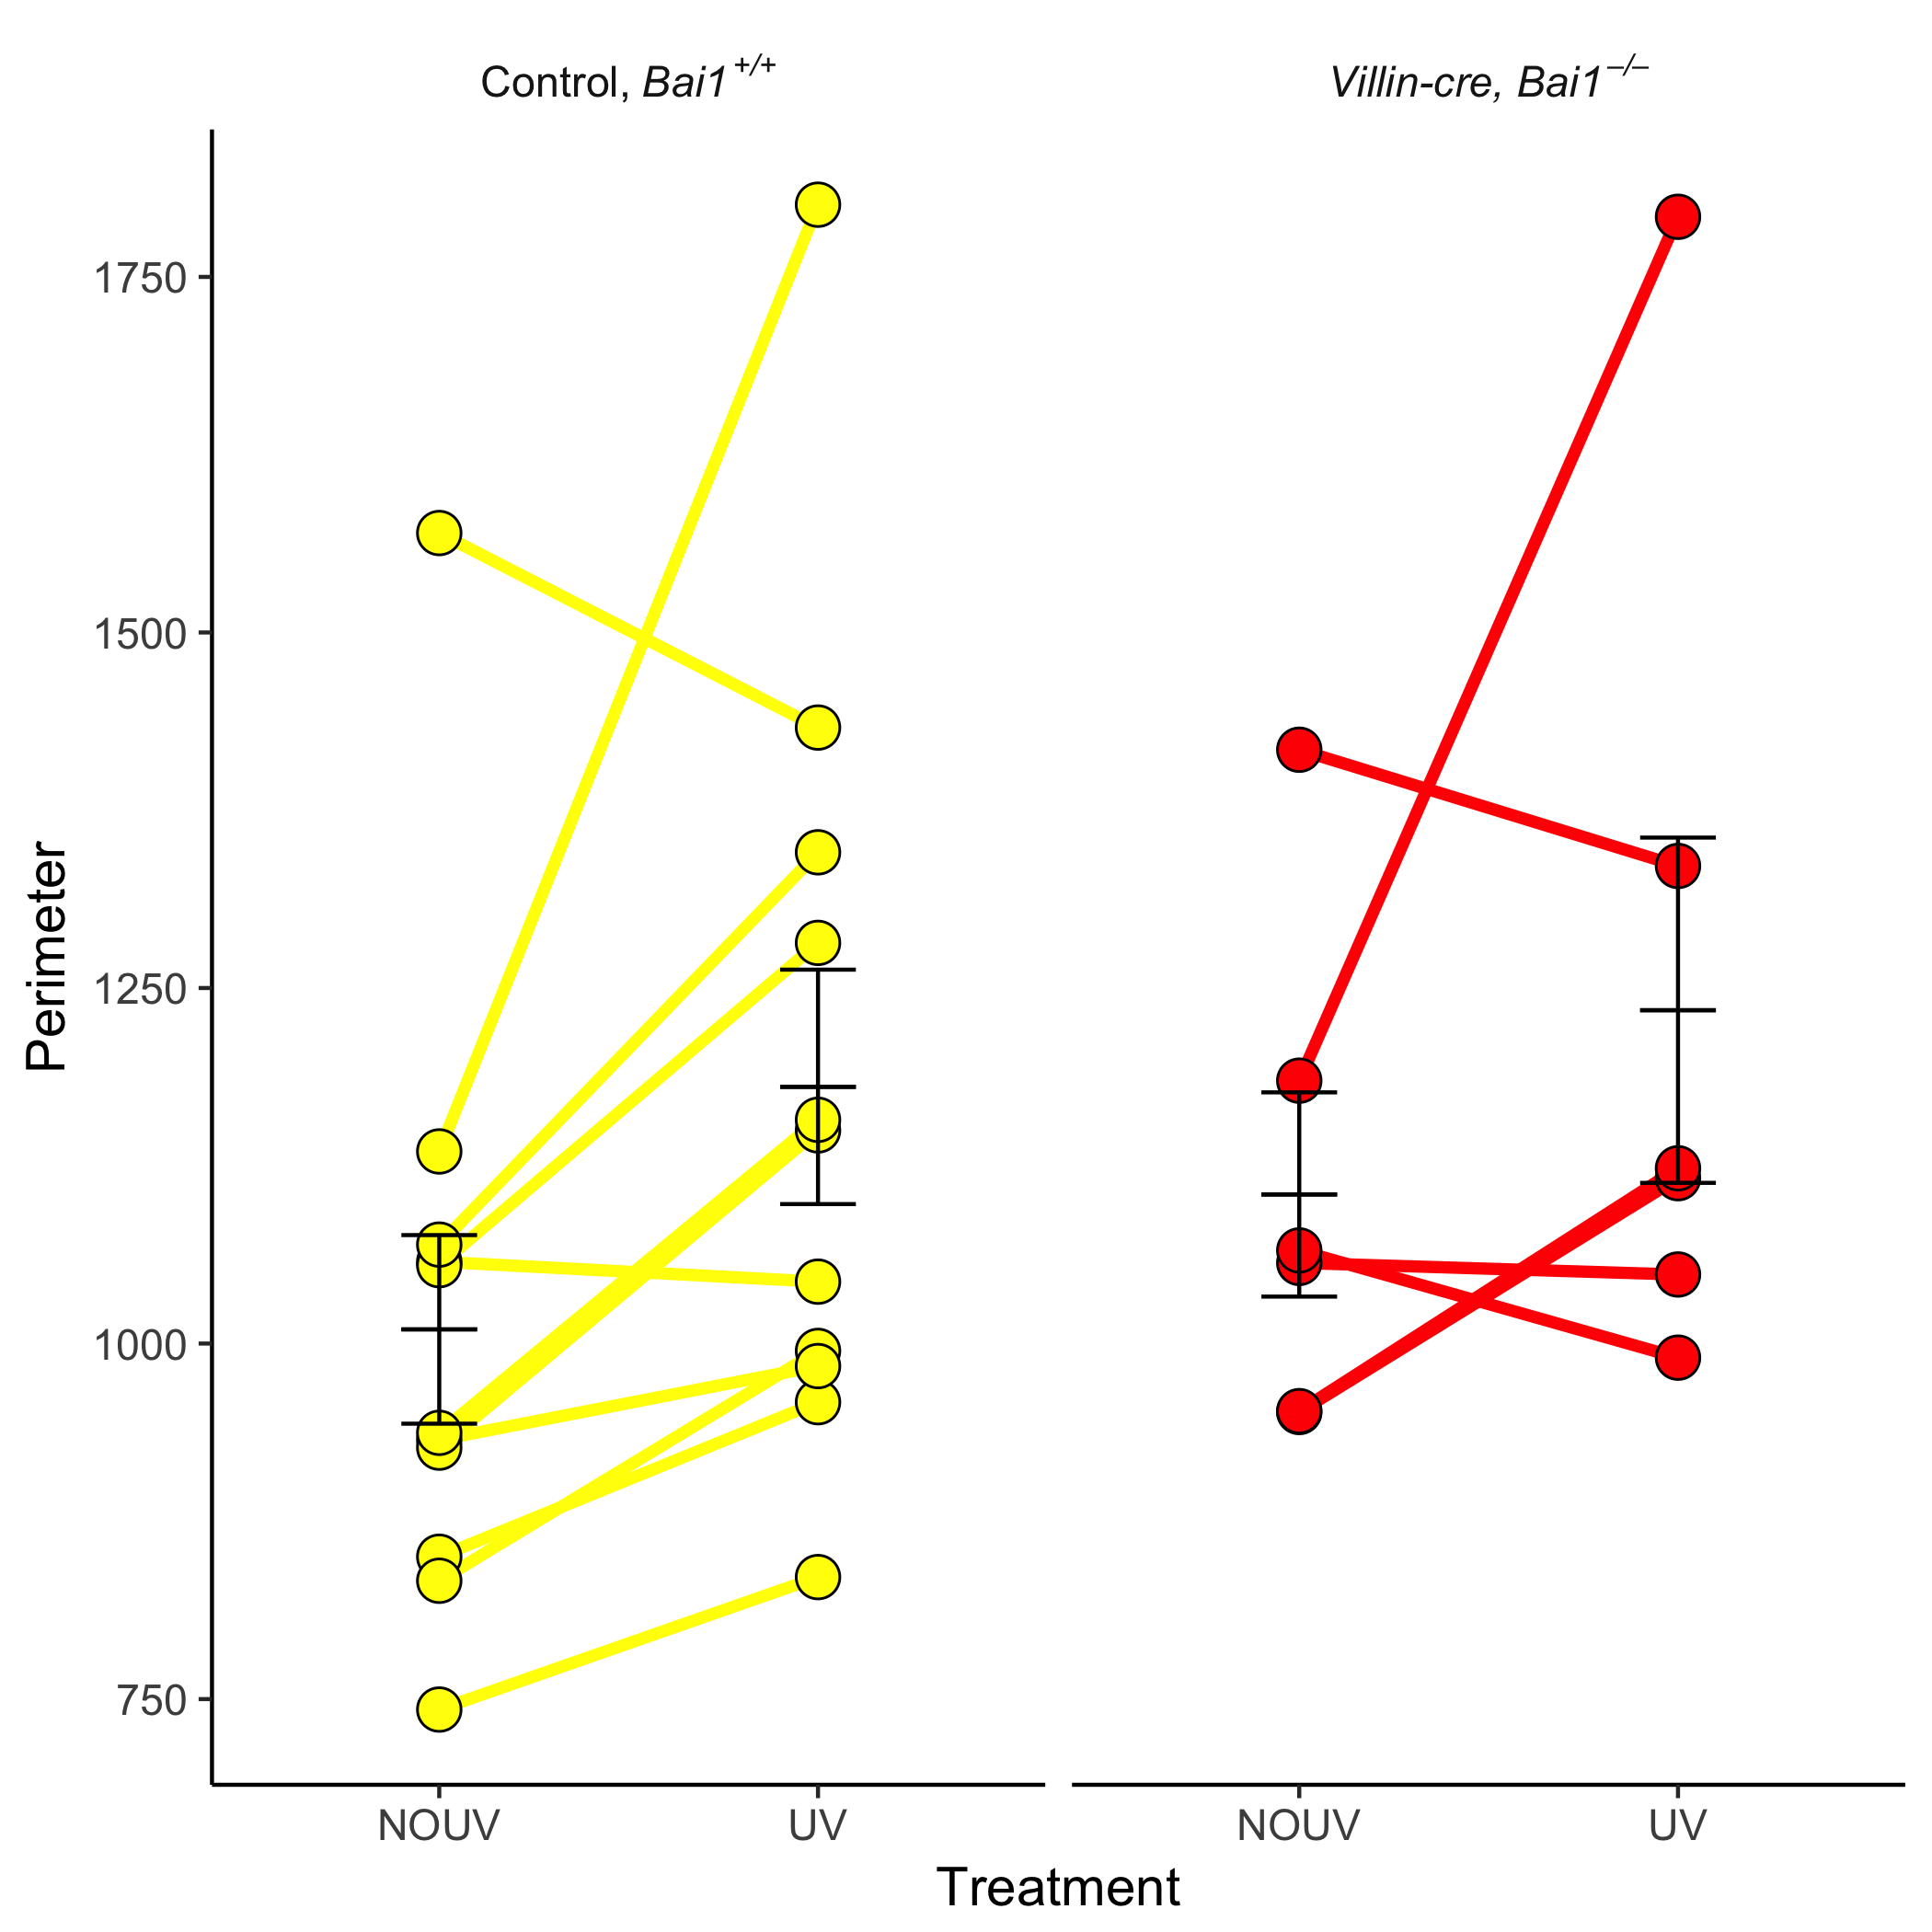 Control, Bai1 +/+
Villin-cre, Bai1 −/−
1750
1500
1250
1000
750
Perimeter
NOUV
UV
NOUV
UV
Treatment